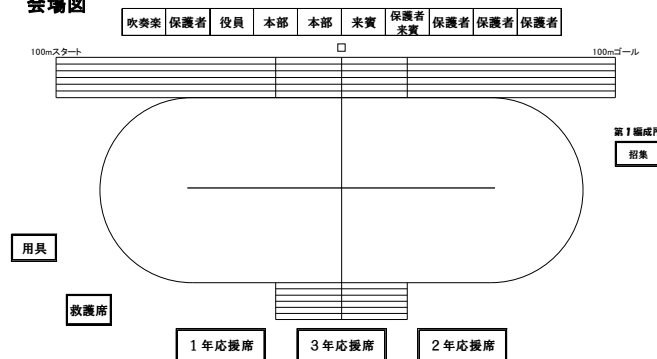 会場図
吹奏楽 保護者 役員 本部 本部 来賓 保護者 来賓 保護者 保護者 保護者
100mスタート 100mゴール
第1編成所
招集
用具
救護席
1年応援席 3年応援席 2年応援席